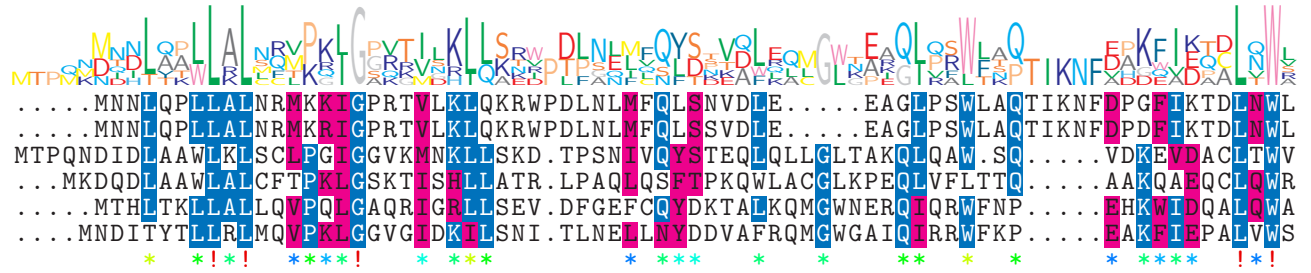 .....MNNLQPLLALNRMKKIGPRTVLKLQKRWPDLNLMFQLSNVDLE.....EAGLPSWLAQTIKNFDPGFIKTDLNWL
.....MNNLQPLLALNRMKRIGPRTVLKLQKRWPDLNLMFQLSSVDLE.....EAGLPSWLAQTIKNFDPDFIKTDLNWL
MTPQNDIDLAAWLKLSCLPGIGGVKMNKLLSKD.TPSNIVQYSTEQLQLLGLTAKQLQAW.SQ.....VDKEVDACLTWV
...MKDQDLAAWLALCFTPKLGSKTISHLLATR.LPAQLQSFTPKQWLACGLKPEQLVFLTTQ.....AAKQAEQCLQWR
.....MTHLTKLLALLQVPQLGAQRIGRLLSEV.DFGEFCQYDKTALKQMGWNERQIQRWFNP.....EHKWIDQALQWA
....MNDITYTLLRLMQVPKLGGVGIDKILSNI.TLNELLNYDDVAFRQMGWGAIQIRRWFKP.....EAKFIEPALVWS
* *!*! ****! * *** * *** * * ** * * * *** !*!